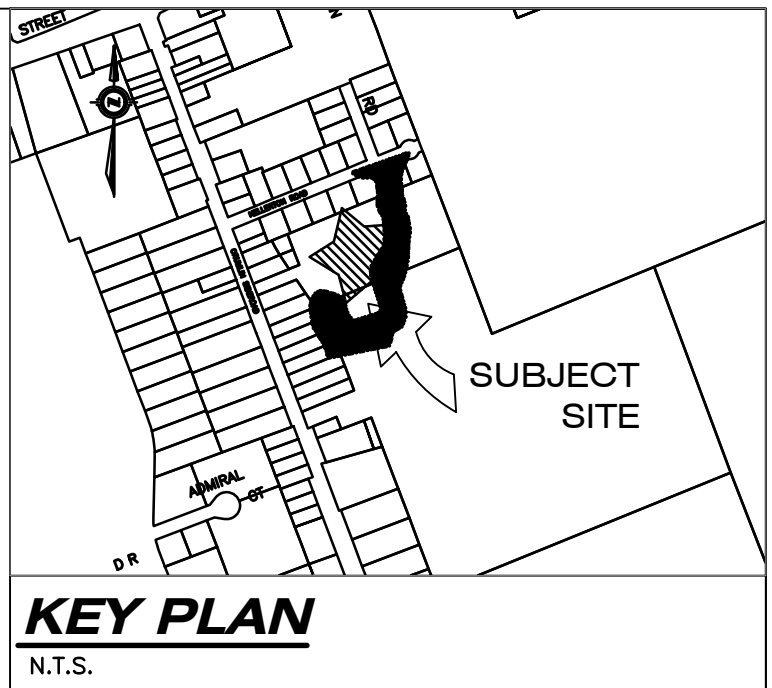 STREET
N
RD
SUBJECT
SITE
ADMIRAL
CT
DR
KEY PLAN
N.T.S.